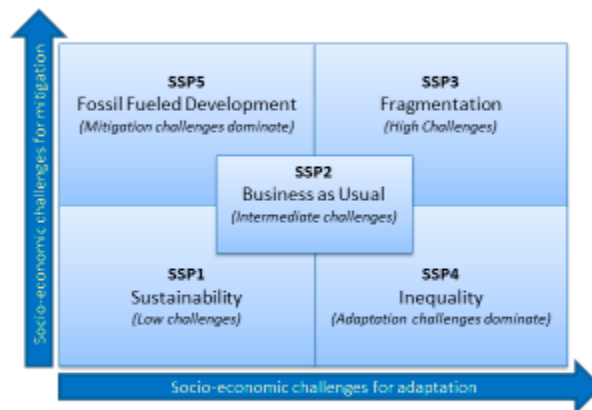 Socio-economic challenges for mitigation
SSP5
Fossil Fueled Development
(Mitigation challenges dominate)
SSP3
Fragmentation
(High Challenges)
SSP2
Business as Usual
(Intermediate challenges)
SSP1
Sustainability
(Low challenges)
SSP4
Inequality
(Adaptation challenges dominate)
Socio-economic challenges for adaptation